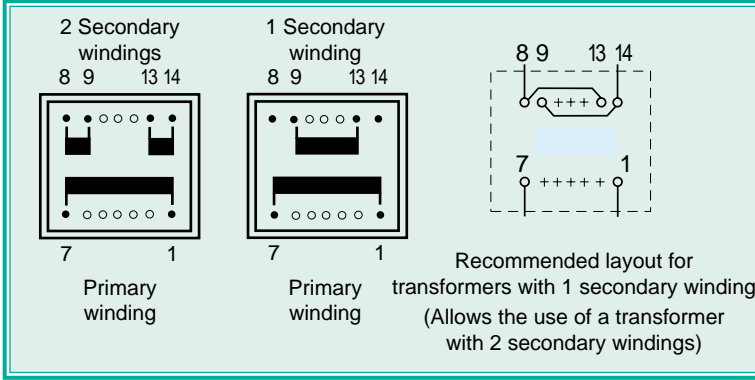 2 Secondary
windings
8 9 13 14
7 1
Primary
winding
1 Secondary
winding
8 9 13 14
7 1
Primary
winding
8 9 13 14
+++
7 +++++ 1
Recommended layout for
transformers with 1 secondary winding
(Allows the use of a transformer
with 2 secondary windings)